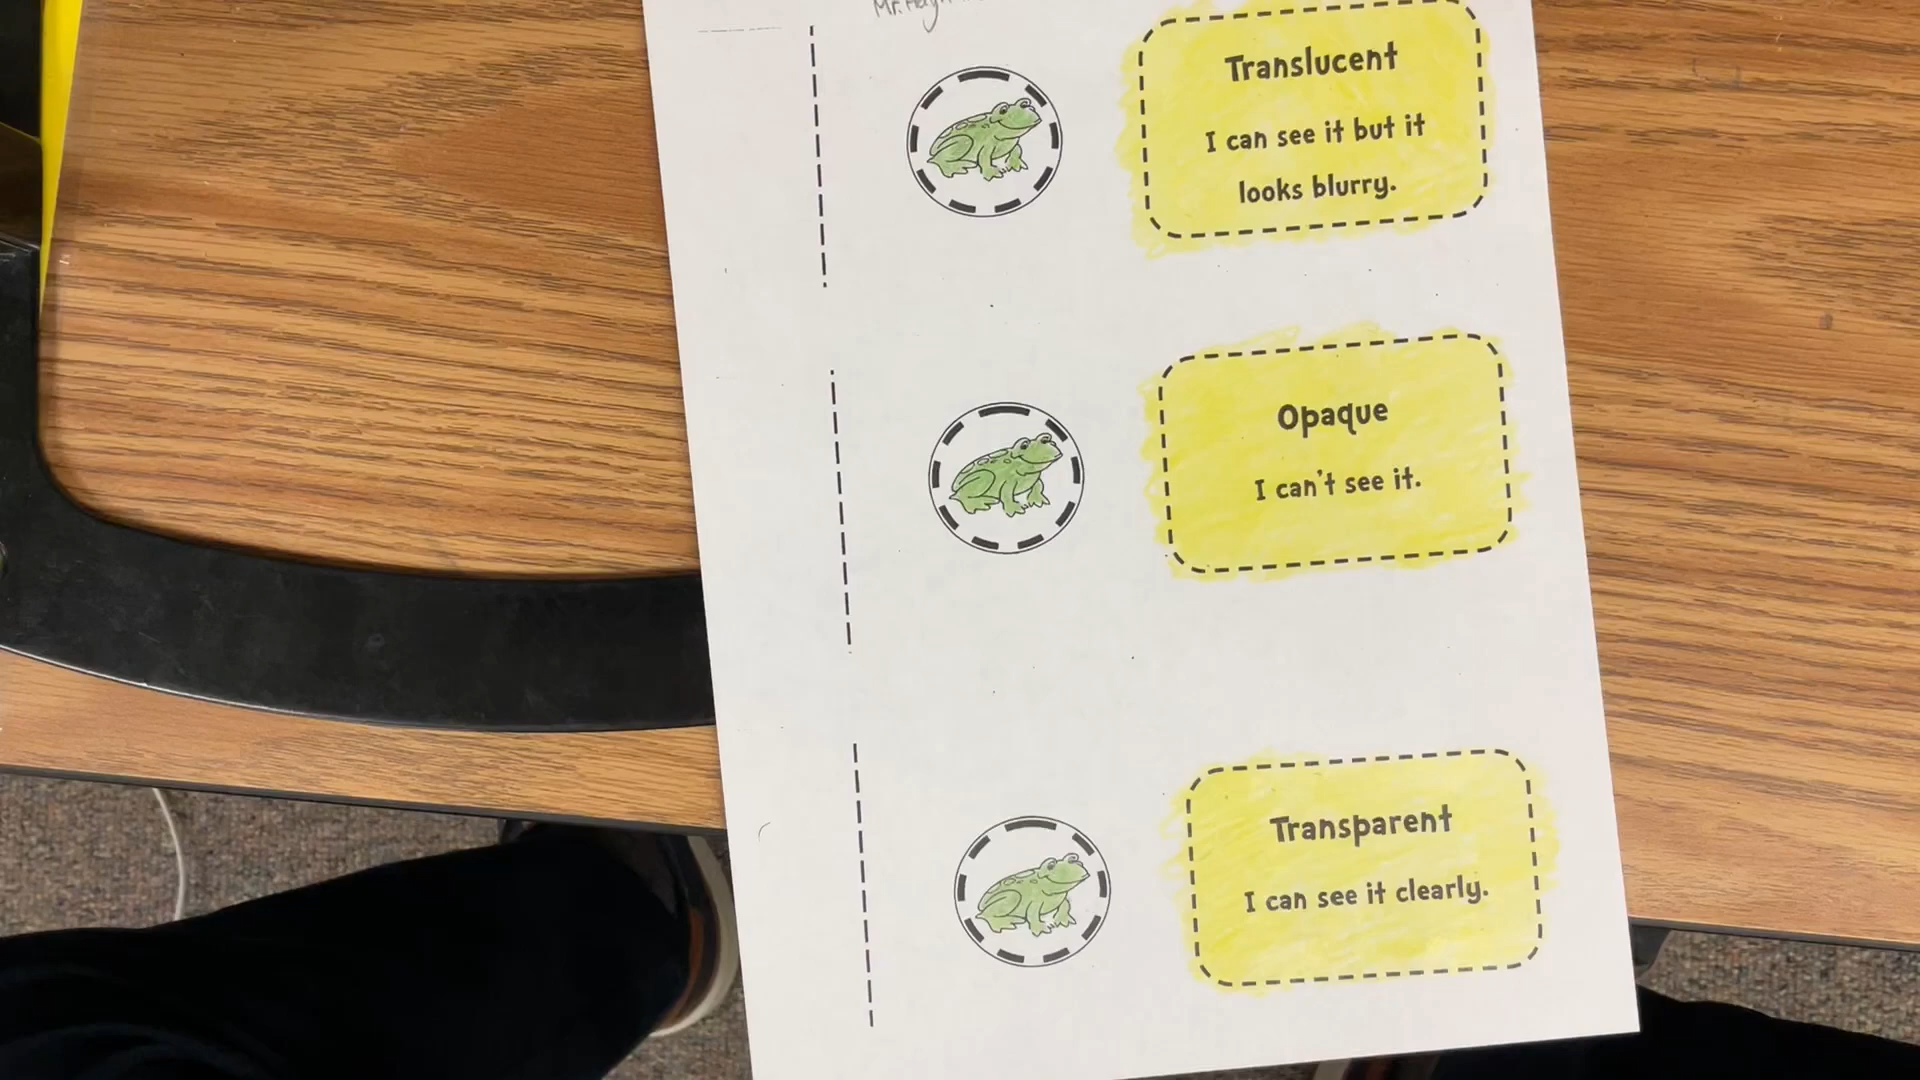 Translucent
I can see it but it
looks blurry.
Opaque
I can't see it.
Transparent
I can see it clearly.